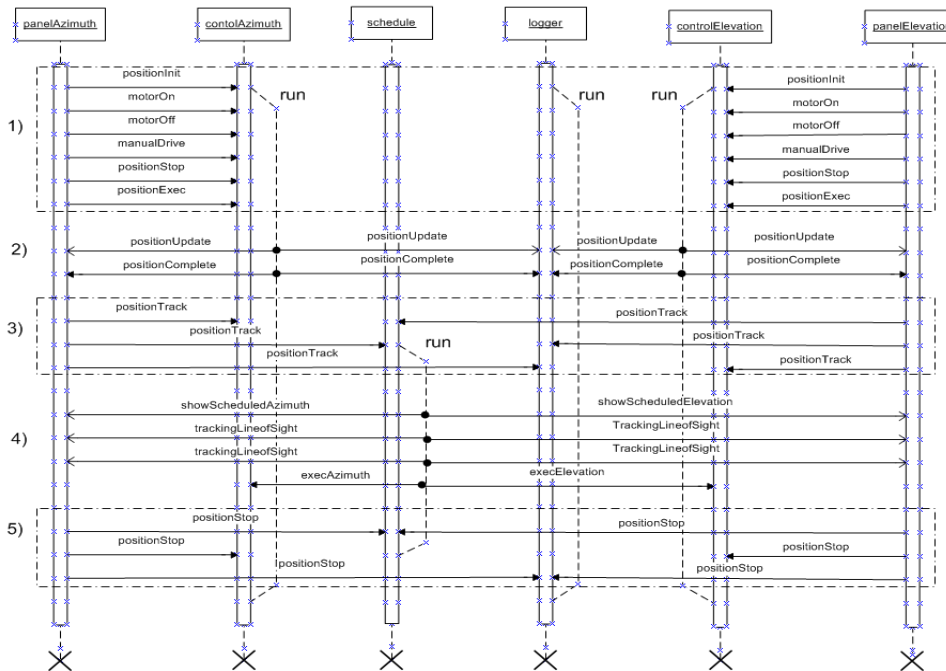 panelAzimuth contolAzimuth schedule logger controlElevation panelElevation
positionInit run run run positionInit
motorOn motorOn
1) motorOff motorOff
manualDrive manualDrive
positionStop positionStop
positionExec positionExec
2) positionUpdate positionUpdate positionUpdate positionUpdate
positionComplete positionComplete positionComplete positionComplete
positionTrack positionTrack
3) positionTrack run positionTrack
positionTrack positionTrack
showScheduledAzimuth showScheduledElevation
4) trackingLineofSight TrackingLineofSight
trackingLineofSight TrackingLineofSight
execAzimuth execElevation
5) positionStop positionStop
positionStop positionStop
positionStop positionStop